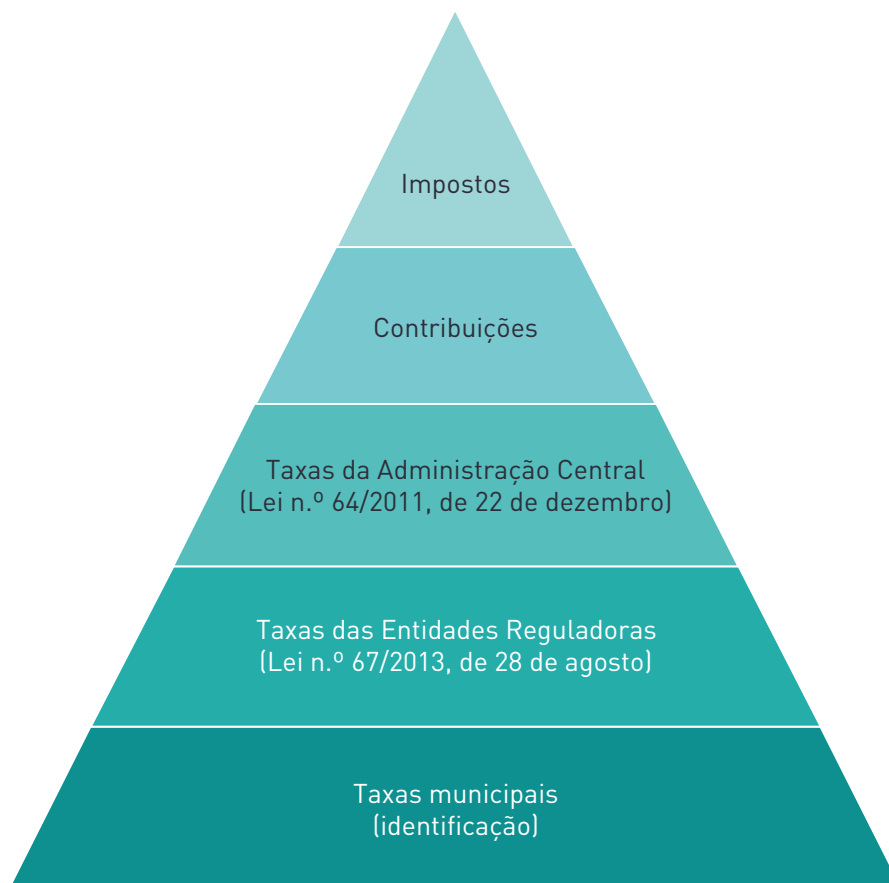 Impostos
Contribuições
Taxas da Administração Central
(Lei n.º 64/2011, de 22 de dezembro)
Taxas das Entidades Reguladoras
(Lei n.º 67/2013, de 28 de agosto)
Taxas municipais
(identificação)